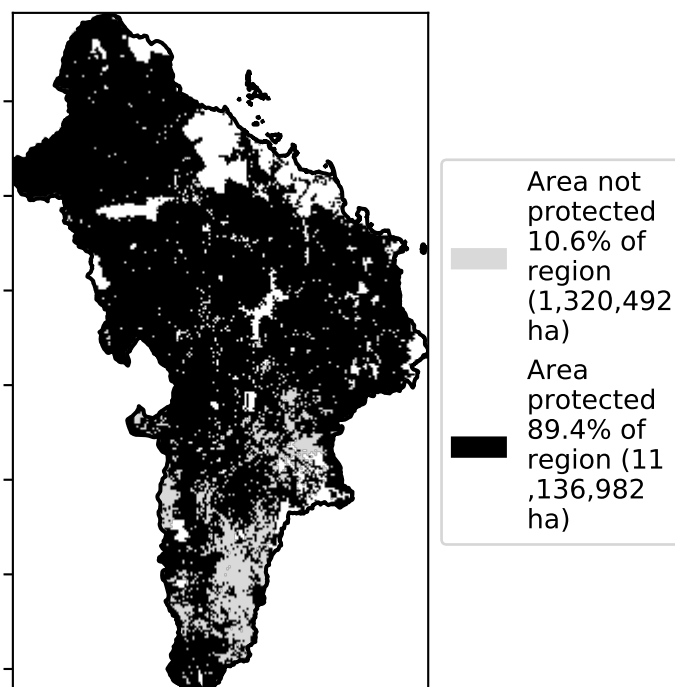 Area not
protected
10.6% of
region
(1,320,492
ha)
Area
protected
89.4% of
region (11
,136,982
ha)